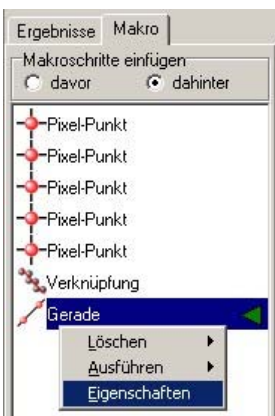 Ergebnisse Makro
Makroschritte einfügen
davor dahinter
Pixel-Punkt
Pixel-Punkt
Pixel-Punkt
Pixel-Punkt
Pixel-Punkt
Verknüpfung
Gerade
Löschen
Ausführen
Eigenschaften